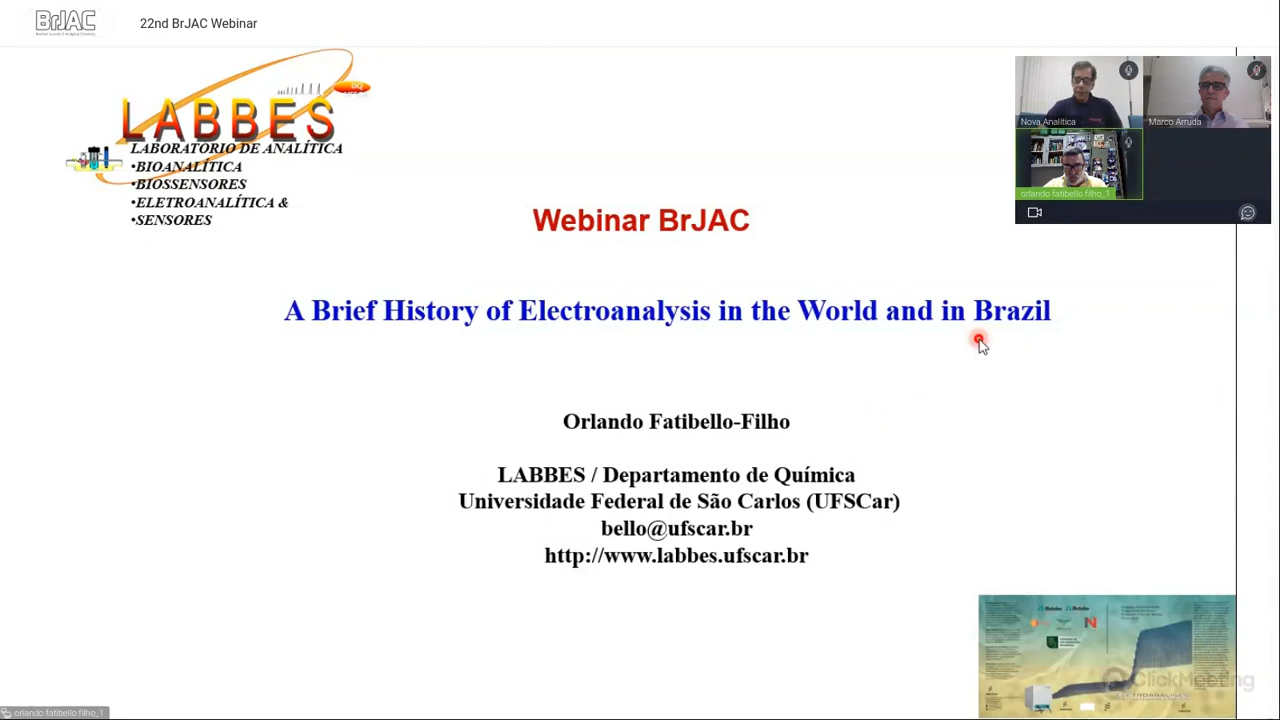 BrJAC
22nd BrJAC Webinar
LABBES
LABORATORIO DE ANALÍTICA
•BIOANALÍTICA
•BIOSSENSORES
•ELETROANALÍTICA &
•SENSORES
Nova Analítica
Marco Arruda
orlando fatibello filho_1
Webinar BrJAC
A Brief History of Electroanalysis in the World and in Brazil
Orlando Fatibello-Filho
LABBES / Departamento de Química
Universidade Federal de São Carlos (UFSCar)
bello@ufscar.br
http://www.labbes.ufscar.br
ClickMeeting
ELETROANÁLISES
orlando fatibello filho_1